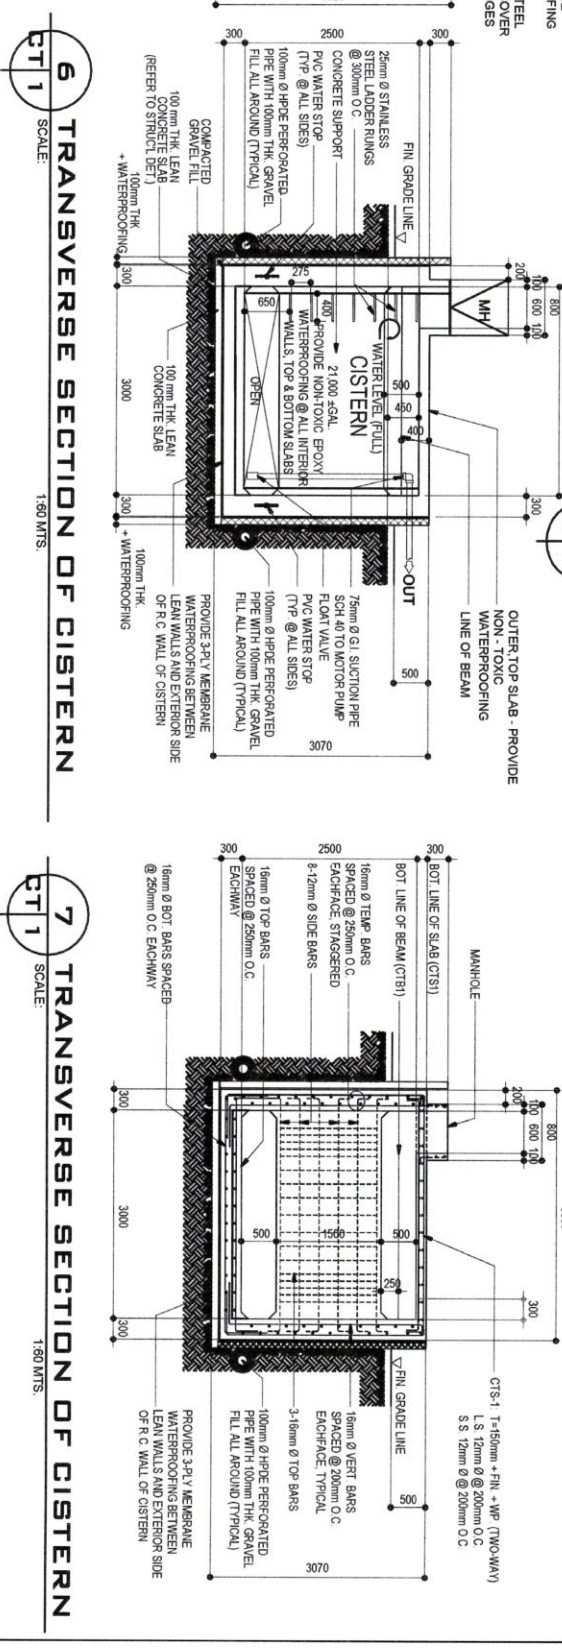 FING
TEEL
OVER
GES
300
2500
300
25mm Ø STAINLESS
STEEL LADDER RUNGS
@ 300mm O.C.
CONCRETE SUPPORT
PVC WATER STOP
(TYP. @ ALL SIDES)
100mm Ø HPDE PERFORATED
PIPE WITH 100mm THK. GRAVEL
FILL ALL AROUND (TYPICAL)
COMPACTED
GRAVEL FILL
100 mm THK. LEAN
CONCRETE SLAB
(REFER TO STRUC'L DET.)
100mm THK
+ WATERPROOFING
FIN. GRADE LINE
800
200
100
600
100
MH
300
WATER LEVEL (FULL)
CISTERN
21,000 ±GAL.
PROVIDE NON-TOXIC EPOXY
WATERPROOFING @ ALL INTERIOR
WALLS, TOP & BOTTOM SLABS
OPEN
275
400
650
500
450
400
OUT
300
3000
300
100 mm THK. LEAN
CONCRETE SLAB
100mm THK.
+ WATERPROOFING
OUTER,TOP SLAB - PROVIDE
NON - TOXIC
WATERPROOFING
LINE OF BEAM
75mm Ø G.I. SUCTION PIPE
SCH. 40 TO MOTOR PUMP
FLOAT VALVE
PVC WATER STOP
(TYP. @ ALL SIDES)
100mm Ø HPDE PERFORATED
PIPE WITH 100mm THK. GRAVEL
FILL ALL AROUND (TYPICAL)
PROVIDE 3-PLY MEMBRANE
WATERPROOFING BETWEEN
LEAN WALLS AND EXTERIOR SIDE
OF R.C. WALL OF CISTERN
500
3070
6
CT 1
TRANSVERSE SECTION OF CISTERN
SCALE:
1:60 MTS.
300
2500
300
MANHOLE
BOT. LINE OF SLAB (CTS1)
BOT. LINE OF BEAM (CTB1)
16mm Ø TEMP. BARS
SPACED @ 250mm O.C.
EACHFACE, STAGGERED
8-12mm Ø SIDE BARS
16mm Ø TOP BARS
SPACED @ 250mm O.C.
EACHWAY
16mm Ø BOT. BARS SPACED
@ 250mm O.C. EACHWAY
800
200
100
600
100
300
500
1500
500
250
300
3000
300
CTS-1: T=150mm + FIN. + WP. (TWO-WAY)
L.S. 12mm Ø @ 200mm O.C
S.S. 12mm Ø @ 200mm O.C
FIN. GRADE LINE
16mm Ø VERT. BARS
SPACED @ 200mm O.C.
EACHFACE, TYPICAL
3-16mm Ø TOP BARS
100mm Ø HPDE PERFORATED
PIPE WITH 100mm THK. GRAVEL
FILL ALL AROUND (TYPICAL)
PROVIDE 3-PLY MEMBRANE
WATERPROOFING BETWEEN
LEAN WALLS AND EXTERIOR SIDE
OF R.C. WALL OF CISTERN
500
3070
7
CT 1
TRANSVERSE SECTION OF CISTERN
SCALE:
1:60 MTS.